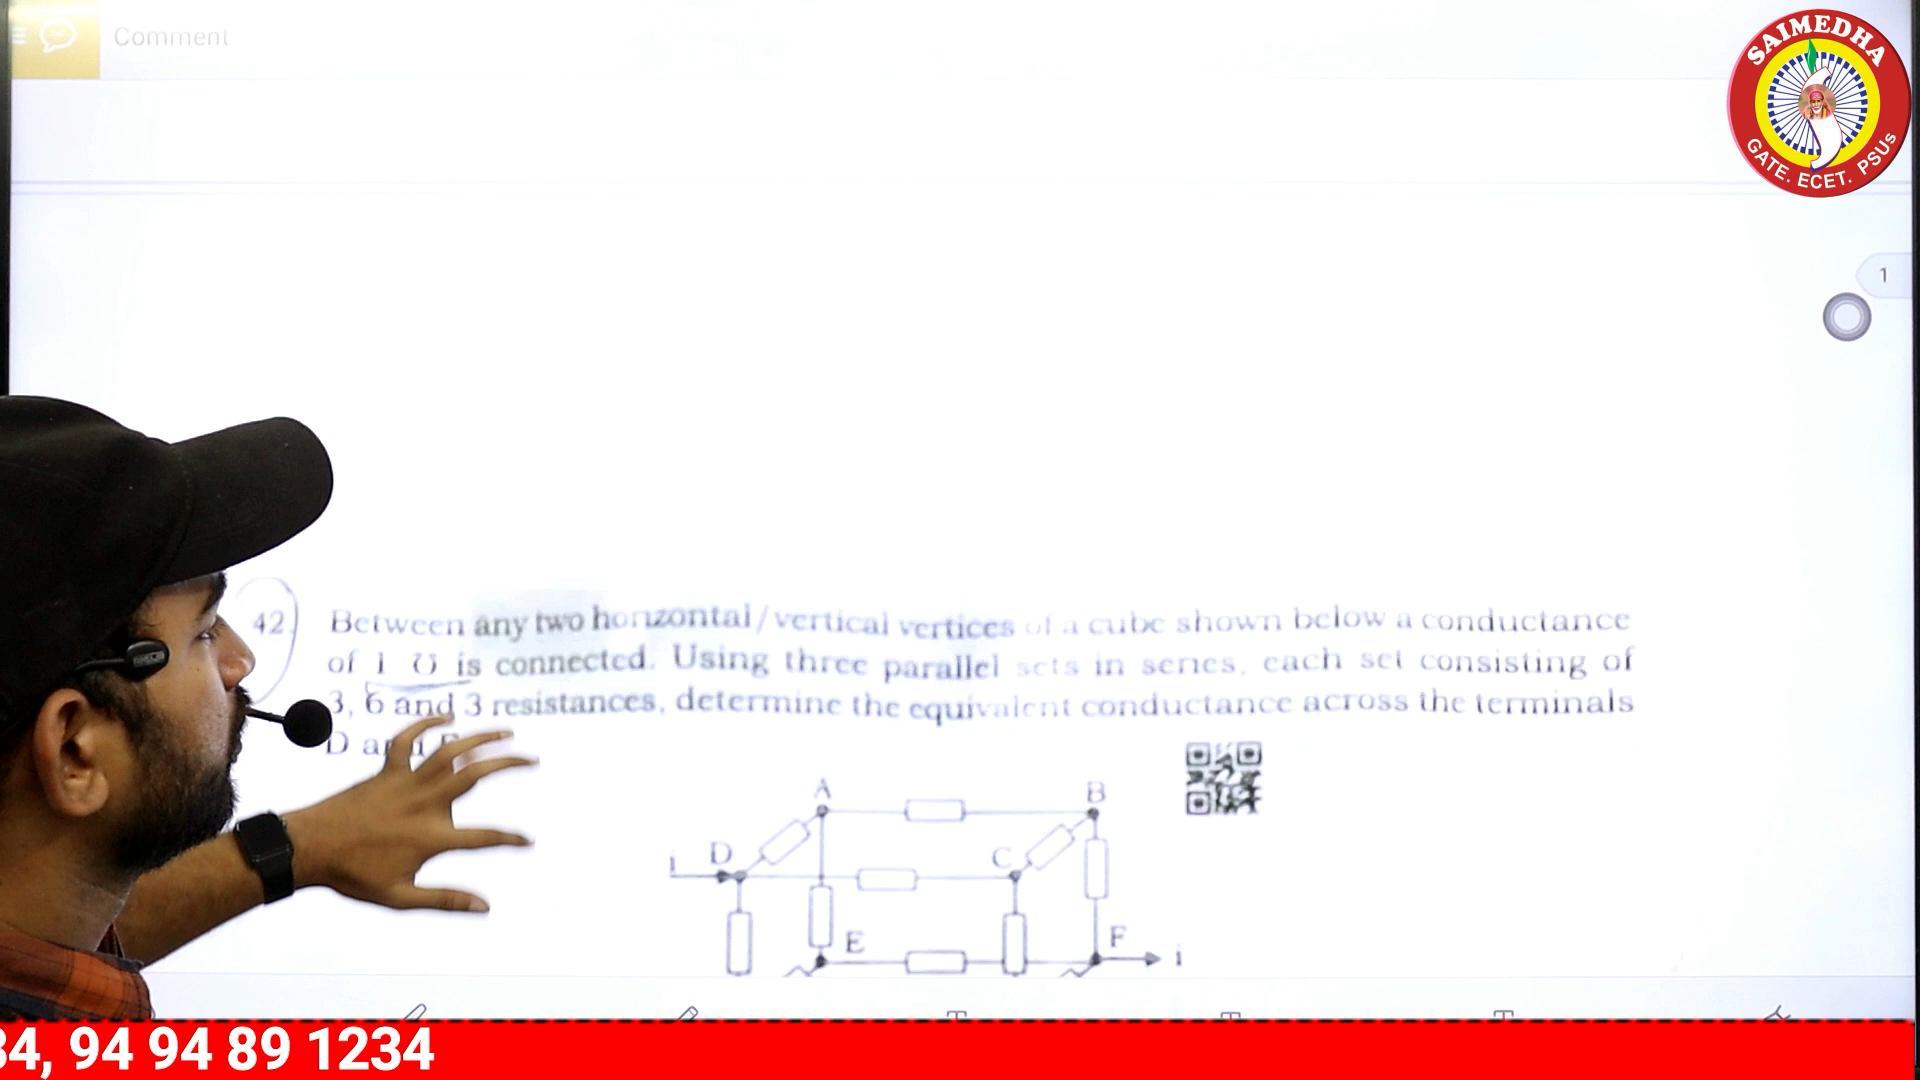 Comment
SAIMEDHA
GATE. ECET. PSUs
1
42. Between any two horizontal/vertical vertices of a cube shown below a conductance
of 1 ℧ is connected. Using three parallel sets in series, each set consisting of
3, 6 and 3 resistances, determine the equivalent conductance across the terminals
D
A
B
i
D
C
E
F
i
34, 94 94 89 1234